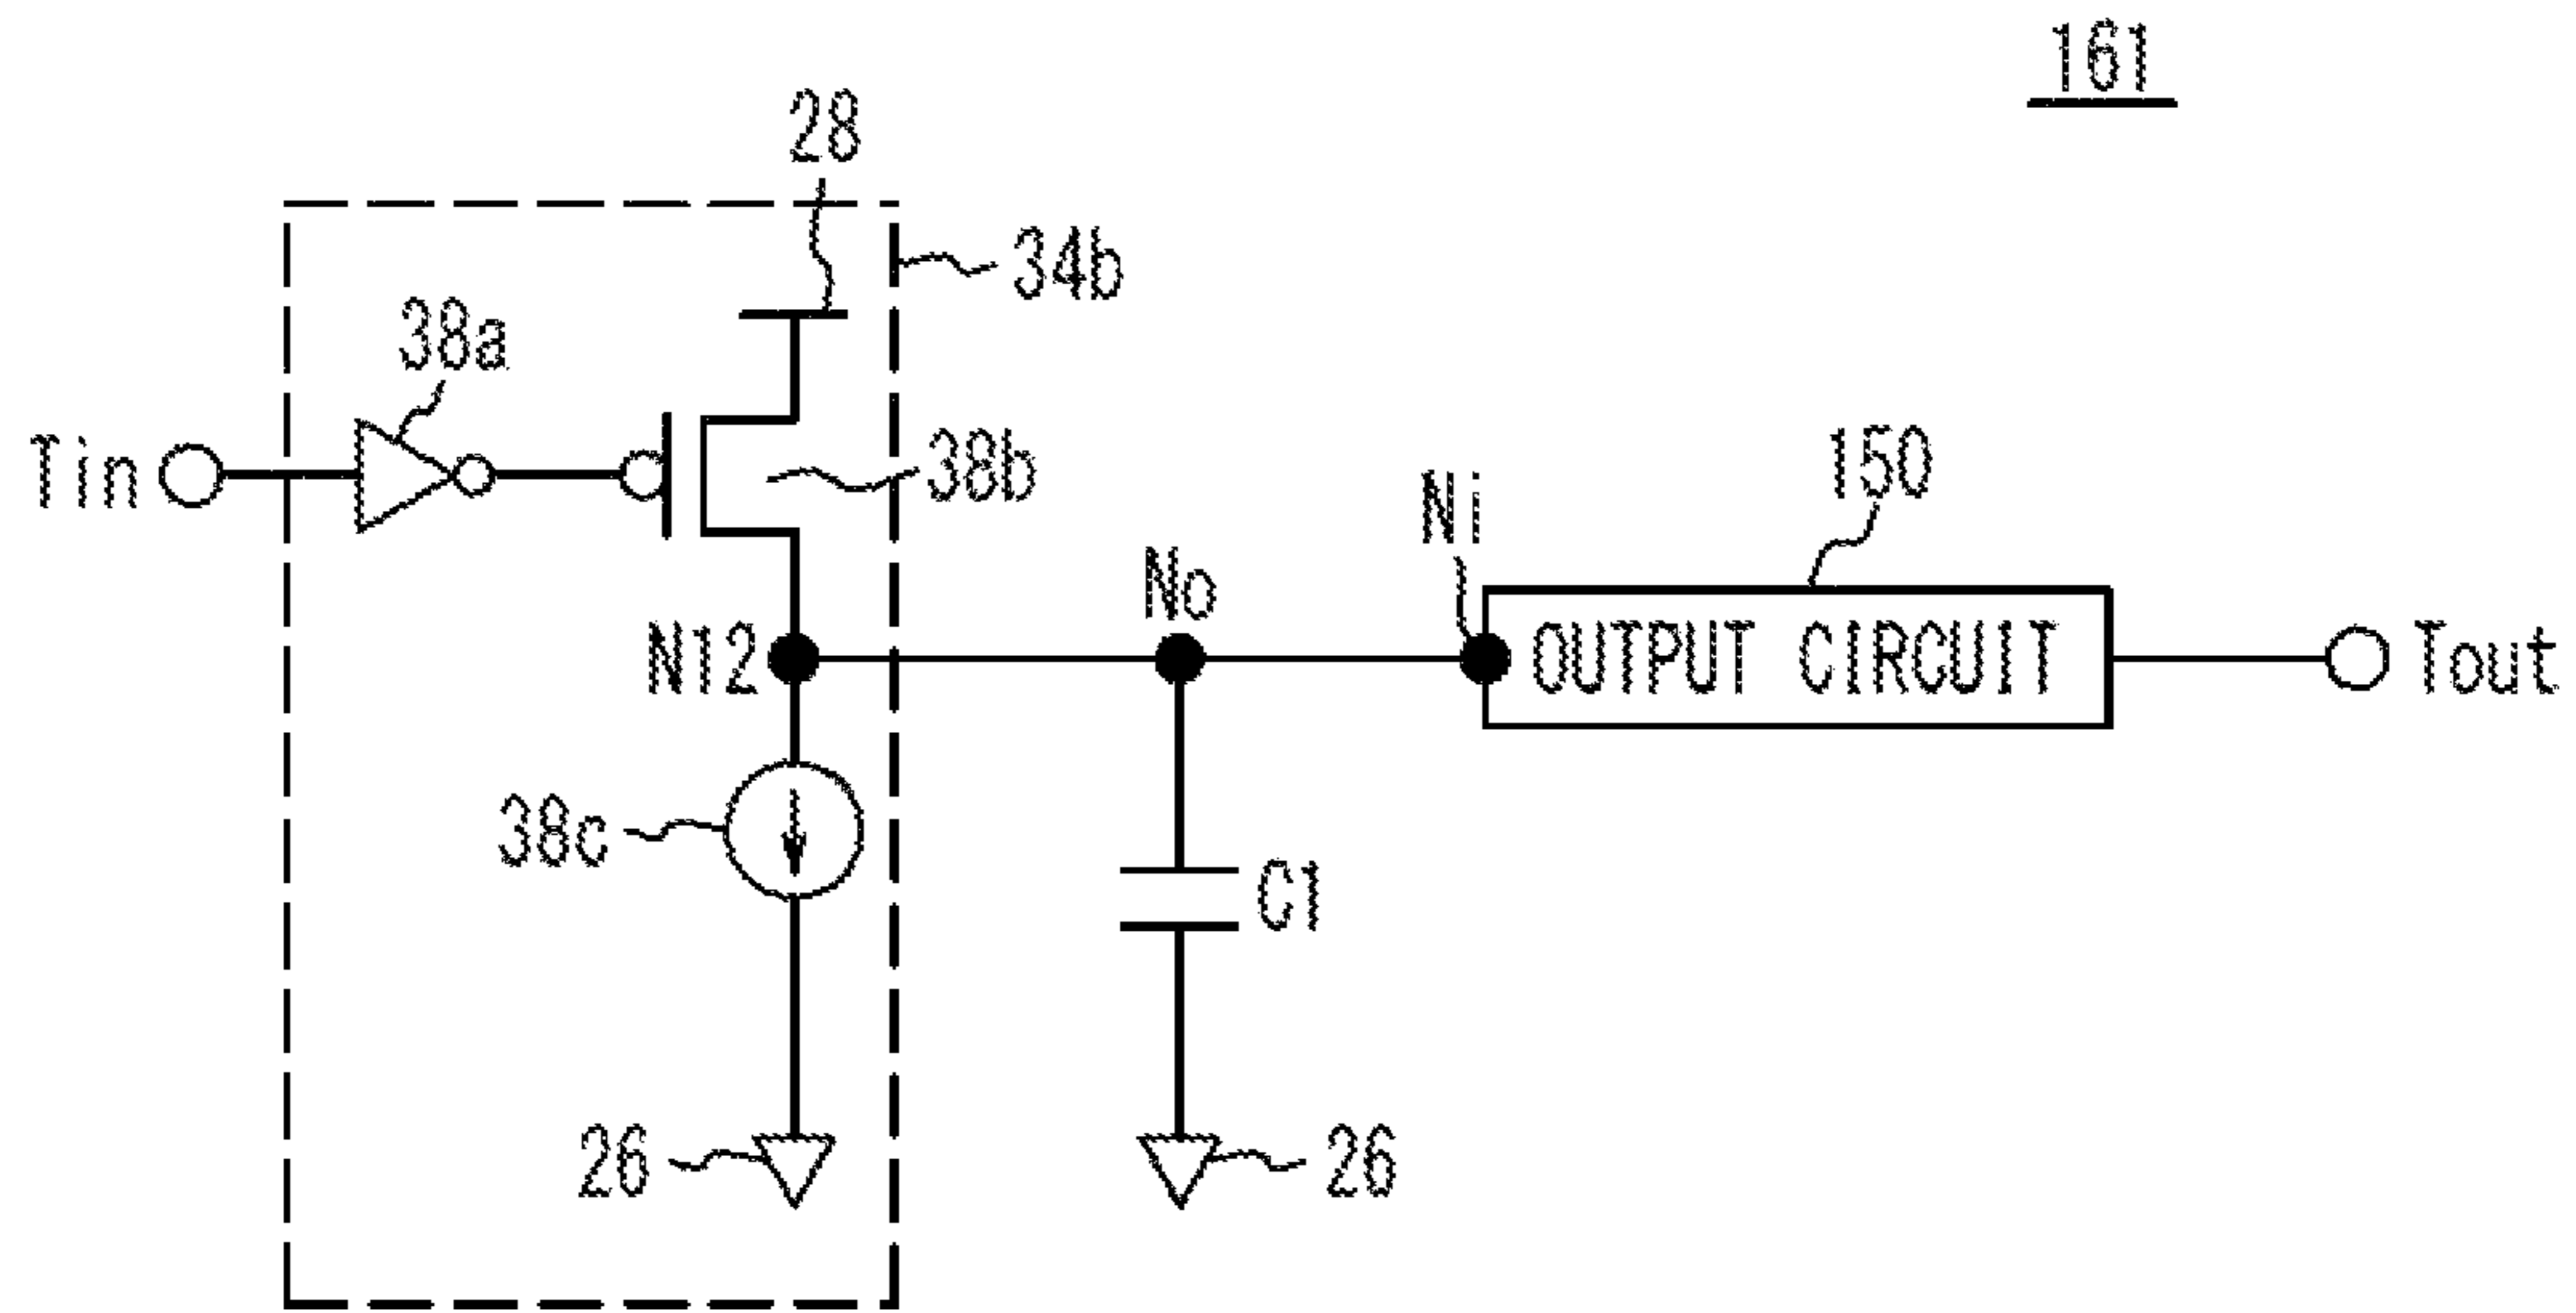 161
28
34b
38a
Tin
38b
150
Ni
No
N12
OUTPUT CIRCUIT
Tout
38c
C1
26
26